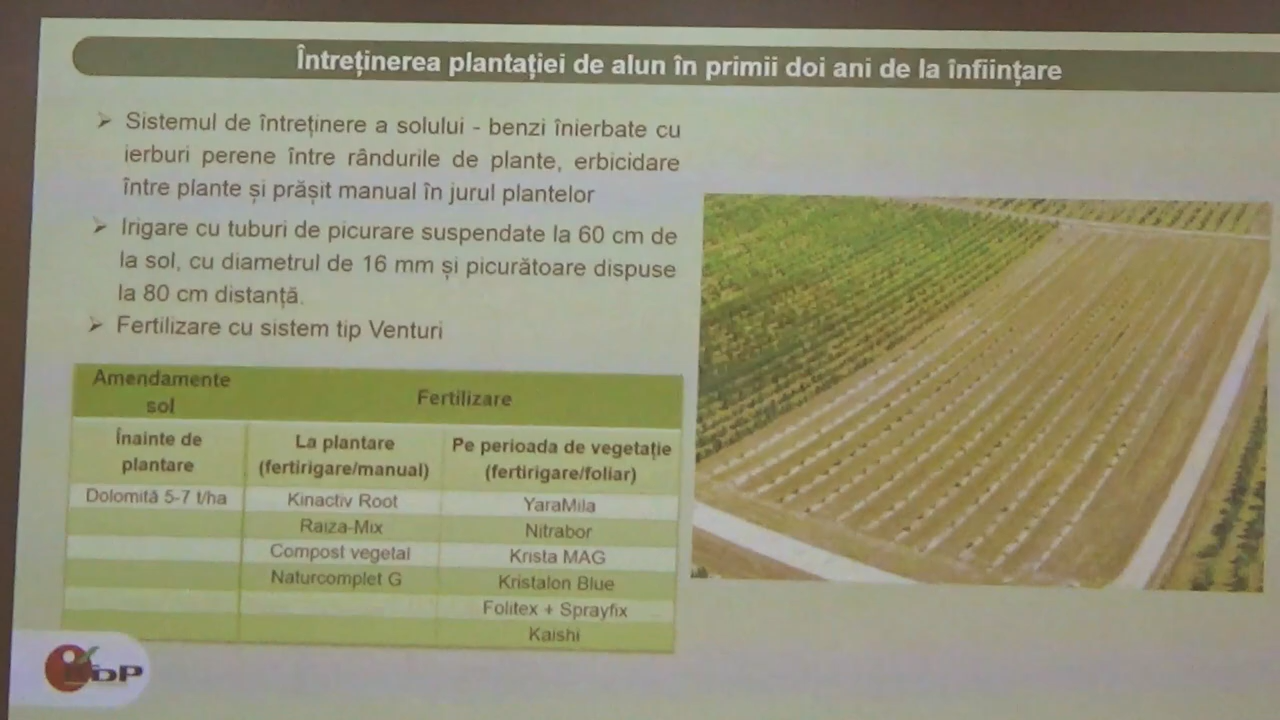 Întreținerea plantației de alun în primii doi ani de la înființare
➢ Sistemul de întreținere a solului - benzi înierbate cu
ierburi perene între rândurile de plante, erbicidare
între plante și prășit manual în jurul plantelor
➢ Irigare cu tuburi de picurare suspendate la 60 cm de
la sol, cu diametrul de 16 mm și picurătoare dispuse
la 80 cm distanță.
➢ Fertilizare cu sistem tip Venturi
Amendamente
sol
Fertilizare
Înainte de
plantare
La plantare
(fertirigare/manual)
Pe perioada de vegetație
(fertirigare/foliar)
Dolomită 5-7 t/ha
Kinactiv Root
YaraMila
Raiza-Mix
Nitrabor
Compost vegetal
Krista MAG
Naturcomplet G
Kristalon Blue
Folitex + Sprayfix
Kaishi